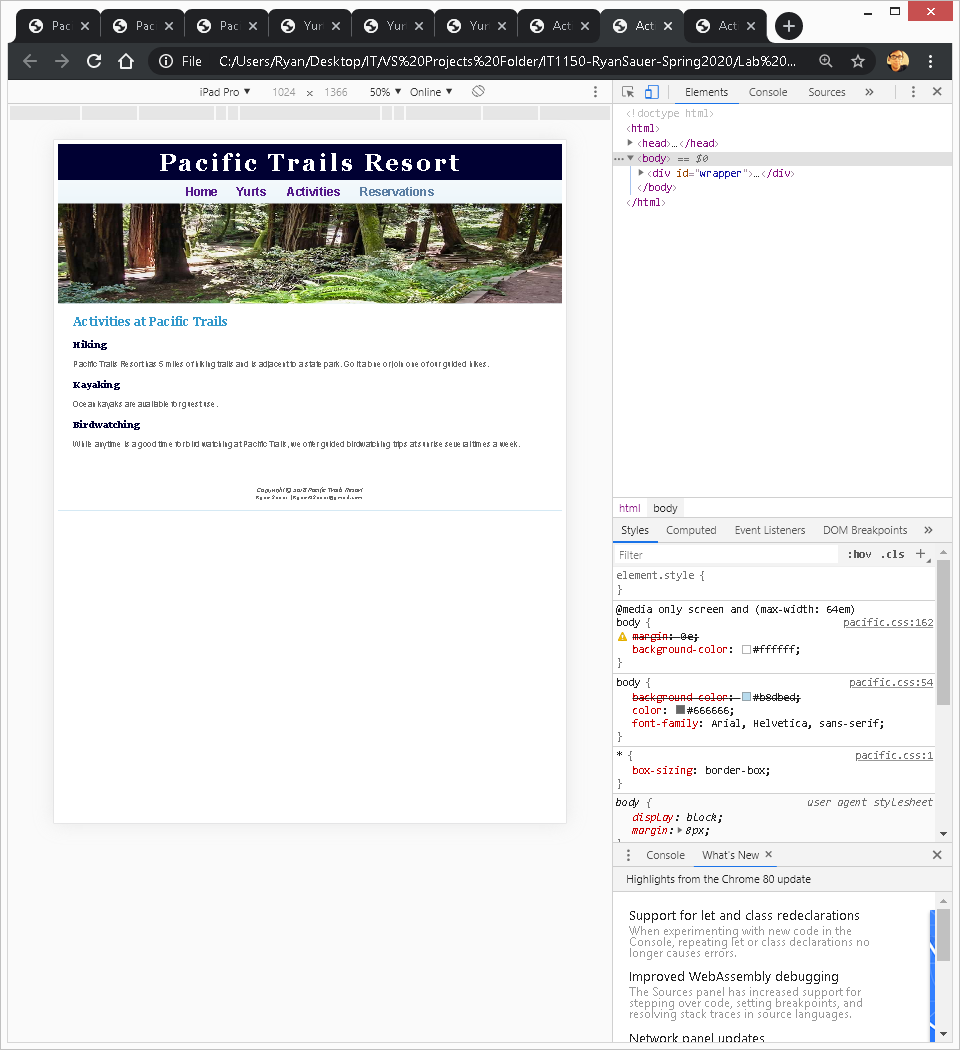 Pac
Pac
Pac
Yur
Yur
Yur
Act
Act
Act
File C:/Users/Ryan/Desktop/IT/VS%20Projects%20Folder/IT1150-RyanSauer-Spring2020/Lab%20...
iPad Pro ▼ 1024 x 1366 50% ▼ Online ▼
Elements Console Sources »
<!doctype html>
<html>
<head>…</head>
<body> == $0
<div id="wrapper">…</div>
</body>
</html>
Pacific Trails Resort
Home Yurts Activities Reservations
Activities at Pacific Trails
Hiking
Pacific Trails Resort has 5 miles of hiking trails and is adjacent to a state park. Go it alone or join one of our guided hikes.
Kayaking
Ocean kayaks are available for guest use.
Birdwatching
While anytime is a good time for bird watching at Pacific Trails, we offer guided birdwatching trips at sunrise several times a week.
Pacific Trails Resort
html body
Styles Computed Event Listeners DOM Breakpoints »
Filter :hov .cls +
element.style {
}
@media only screen and (max-width: 64em)
body { pacific.css:162
margin: 0e;
background-color: #ffffff;
}
body { pacific.css:54
background-color: #b8dbed;
color: #666666;
font-family: Arial, Helvetica, sans-serif;
}
* { pacific.css:1
box-sizing: border-box;
}
body { user agent stylesheet
display: block;
margin: 8px;
Console What's New ×
Highlights from the Chrome 80 update
Support for let and class redeclarations
When experimenting with new code in the
Console, repeating let or class declarations no
longer causes errors.
Improved WebAssembly debugging
The Sources panel has increased support for
stepping over code, setting breakpoints, and
resolving stack traces in source languages.
Network panel updates